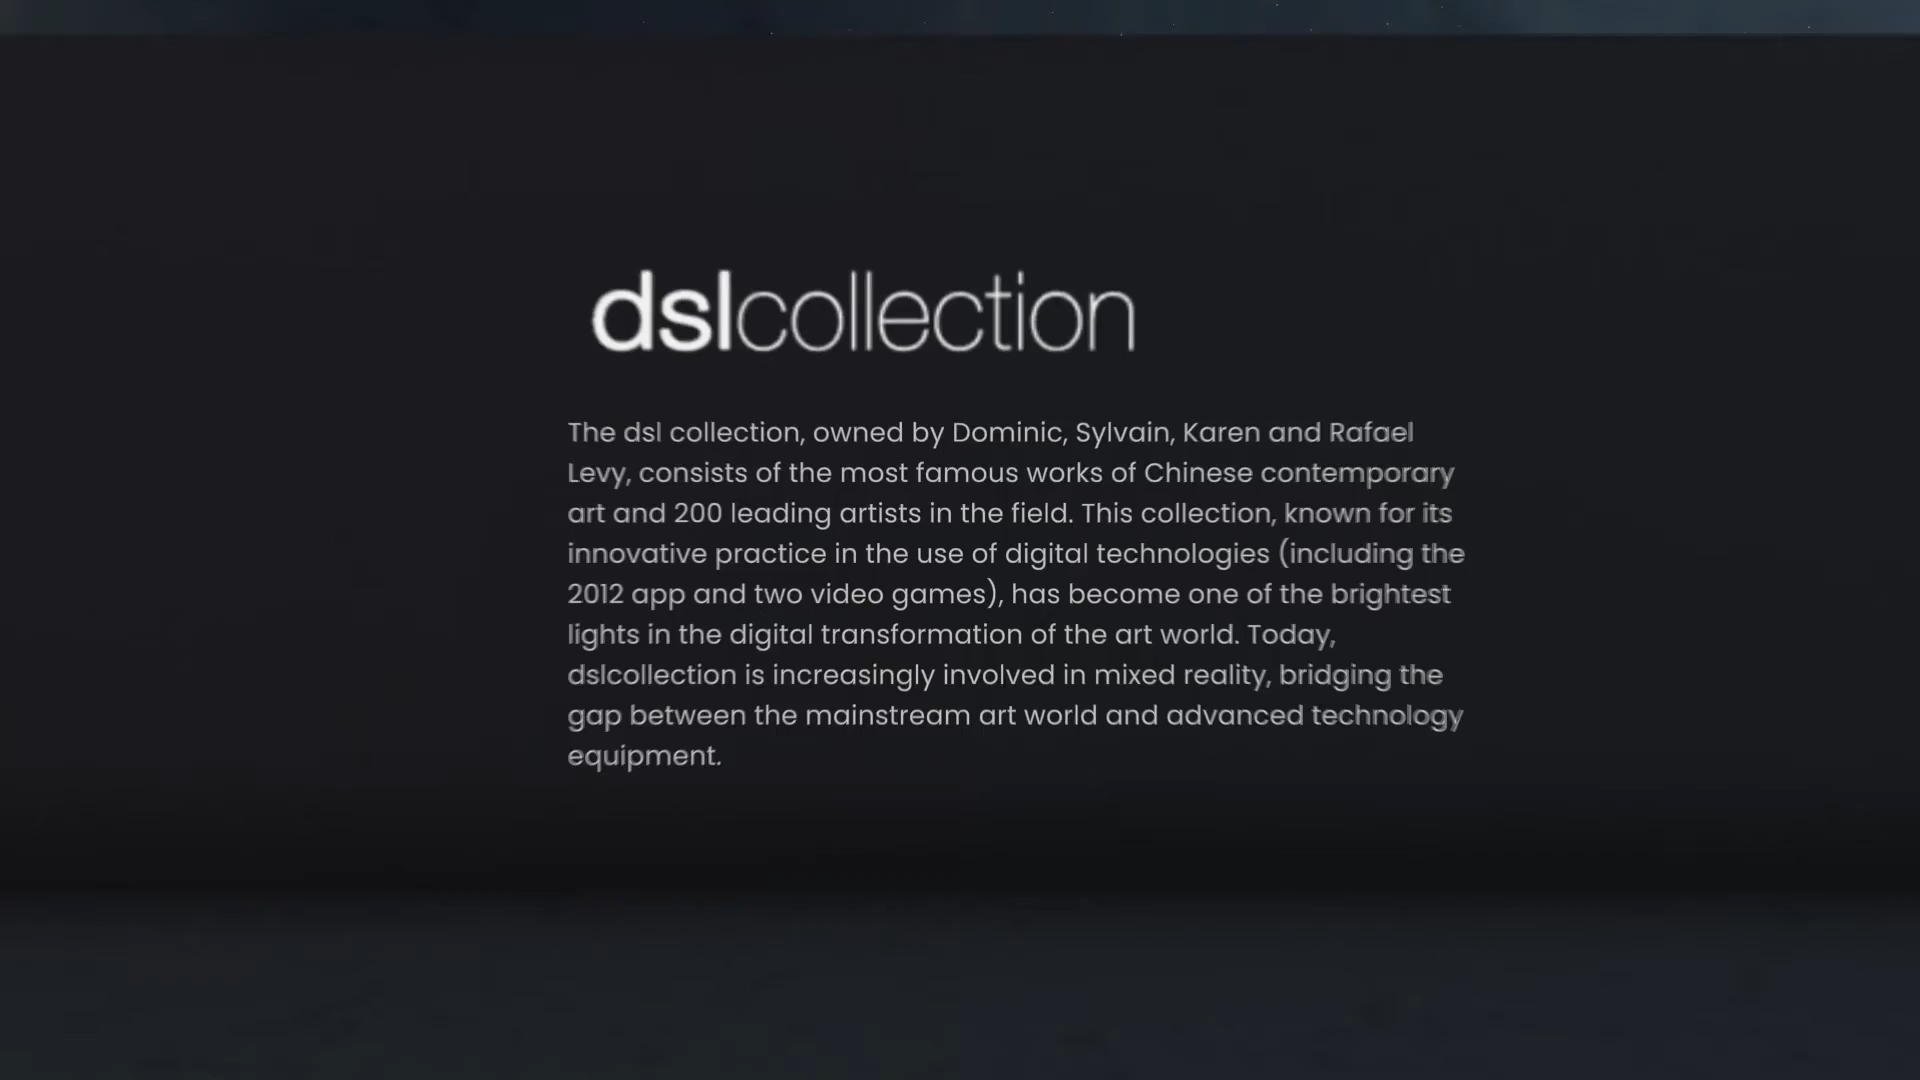 dslcollection
The dsl collection, owned by Dominic, Sylvain, Karen and Rafael
Levy, consists of the most famous works of Chinese contemporary
art and 200 leading artists in the field. This collection, known for its
innovative practice in the use of digital technologies (including the
2012 app and two video games), has become one of the brightest
lights in the digital transformation of the art world. Today,
dslcollection is increasingly involved in mixed reality, bridging the
gap between the mainstream art world and advanced technology
equipment.